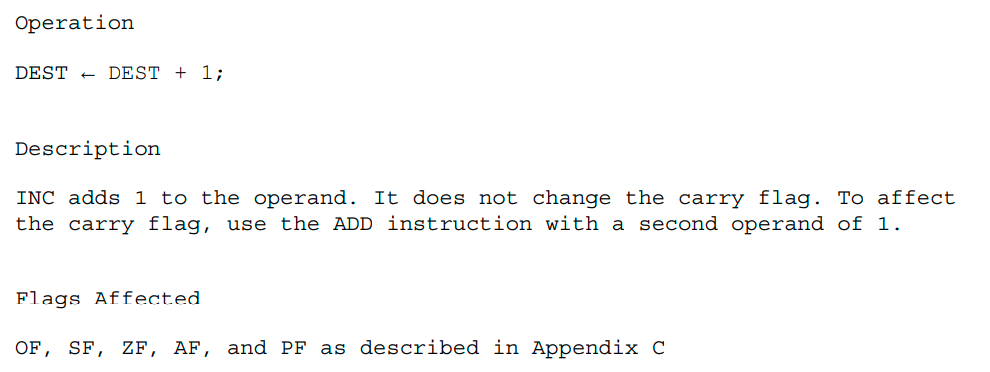 Operation
DEST ← DEST + 1;
Description
INC adds 1 to the operand. It does not change the carry flag. To affect
the carry flag, use the ADD instruction with a second operand of 1.
Flags Affected
OF, SF, ZF, AF, and PF as described in Appendix C